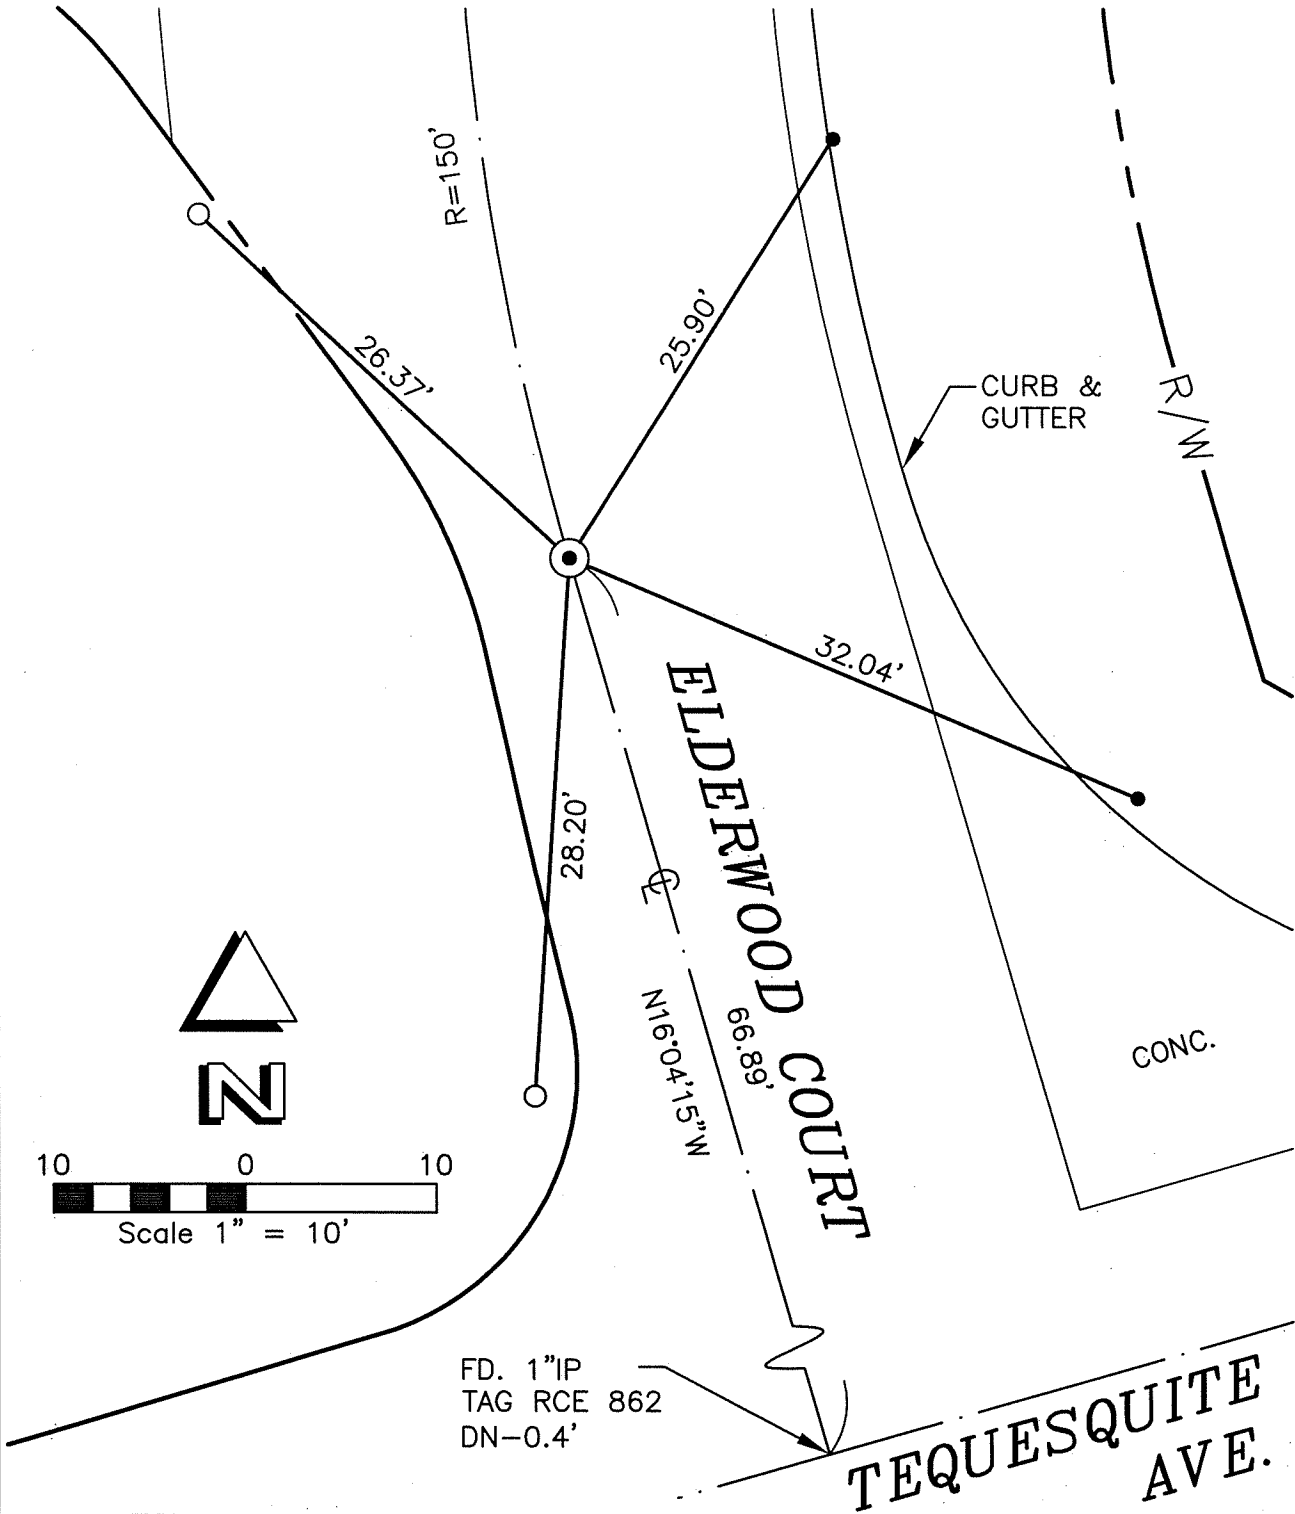 R=150'
26.37'
25.90'
CURB &
GUTTER
R/W
32.04'
ELDERWOOD COURT
28.20'
℄
N16°04'15"W
66.89'
CONC.
N
10 0 10
Scale 1" = 10'
FD. 1"IP
TAG RCE 862
DN-0.4'
TEQUESQUITE
AVE.